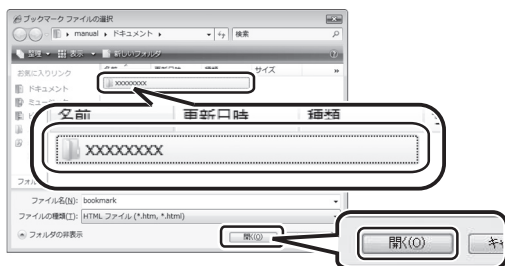 ブックマーク ファイルの選択
manual ▸ ドキュメント ▸
検索
整理 表示 新しいフォルダ
お気に入りリンク
サイズ
»
ドキュメント
xxxxxxxx
名前 更新日時 種類
XXXXXXXX
フォル
ファイル名(N): bookmark
ファイルの種類(T): HTML ファイル (*.htm, *.html)
フォルダの非表示
開く(O)
開く(O)
キャ